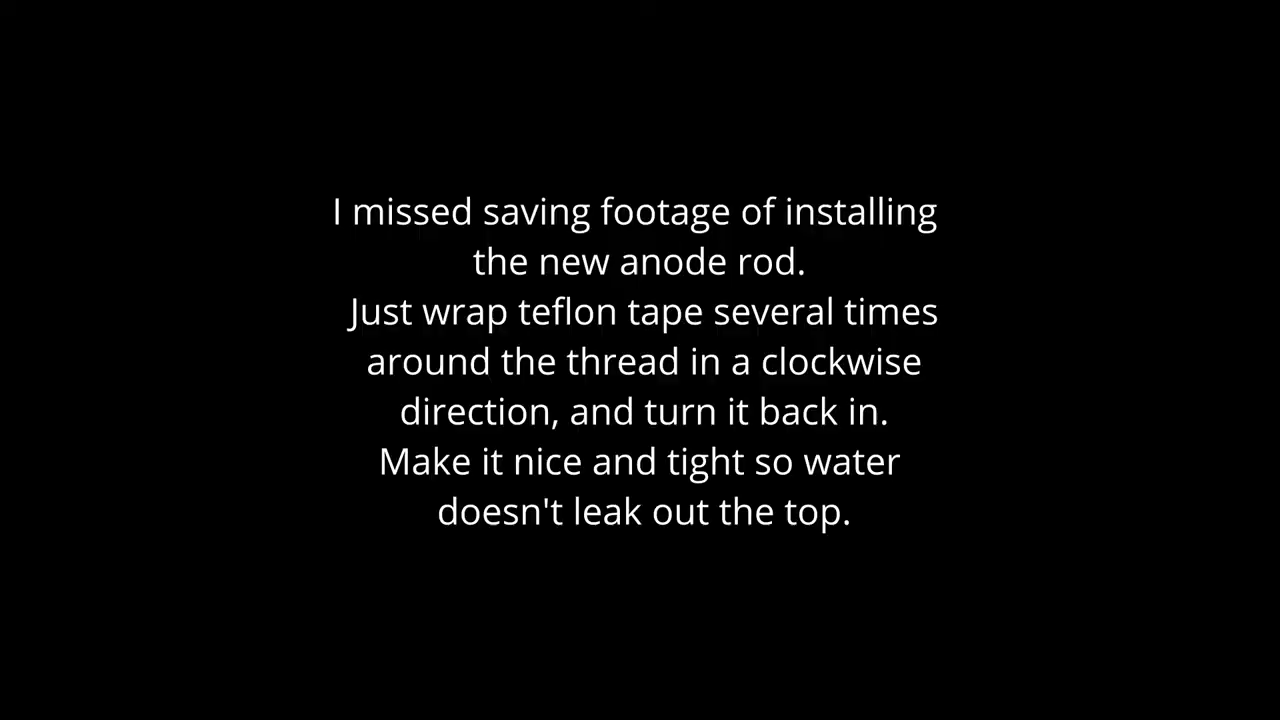 I missed saving footage of installing
the new anode rod.
Just wrap teflon tape several times
around the thread in a clockwise
direction, and turn it back in.
Make it nice and tight so water
doesn't leak out the top.